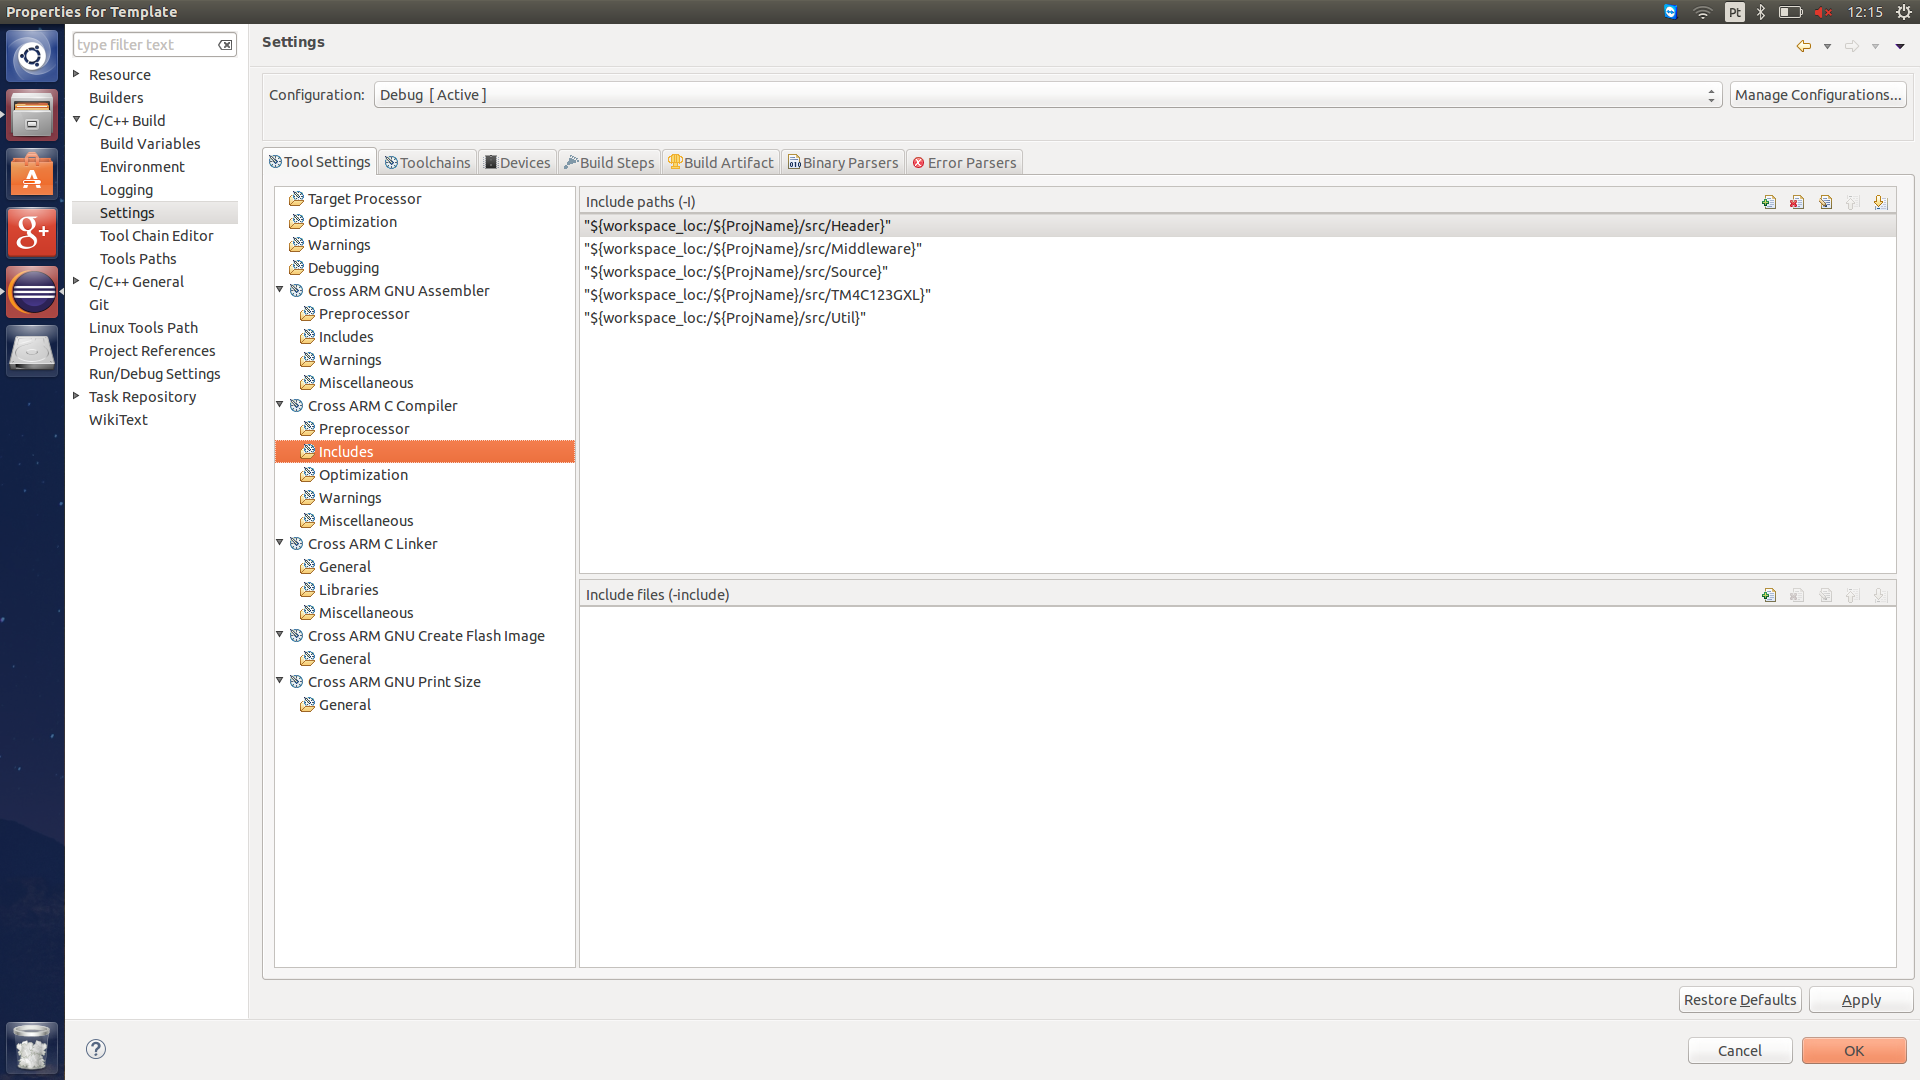 Properties for Template
Pt
12:15
type filter text
Resource
Builders
C/C++ Build
Build Variables
Environment
Logging
Settings
Tool Chain Editor
Tools Paths
C/C++ General
Git
Linux Tools Path
Project References
Run/Debug Settings
Task Repository
WikiText
Settings
Configuration:
Debug [ Active ]
Manage Configurations...
Tool Settings
Toolchains
Devices
Build Steps
Build Artifact
Binary Parsers
Error Parsers
Target Processor
Optimization
Warnings
Debugging
Cross ARM GNU Assembler
Preprocessor
Includes
Warnings
Miscellaneous
Cross ARM C Compiler
Preprocessor
Includes
Optimization
Warnings
Miscellaneous
Cross ARM C Linker
General
Libraries
Miscellaneous
Cross ARM GNU Create Flash Image
General
Cross ARM GNU Print Size
General
Include paths (-I)
"${workspace_loc:/${ProjName}/src/Header}"
"${workspace_loc:/${ProjName}/src/Middleware}"
"${workspace_loc:/${ProjName}/src/Source}"
"${workspace_loc:/${ProjName}/src/TM4C123GXL}"
"${workspace_loc:/${ProjName}/src/Util}"
Include files (-include)
Restore Defaults
Apply
Cancel
OK